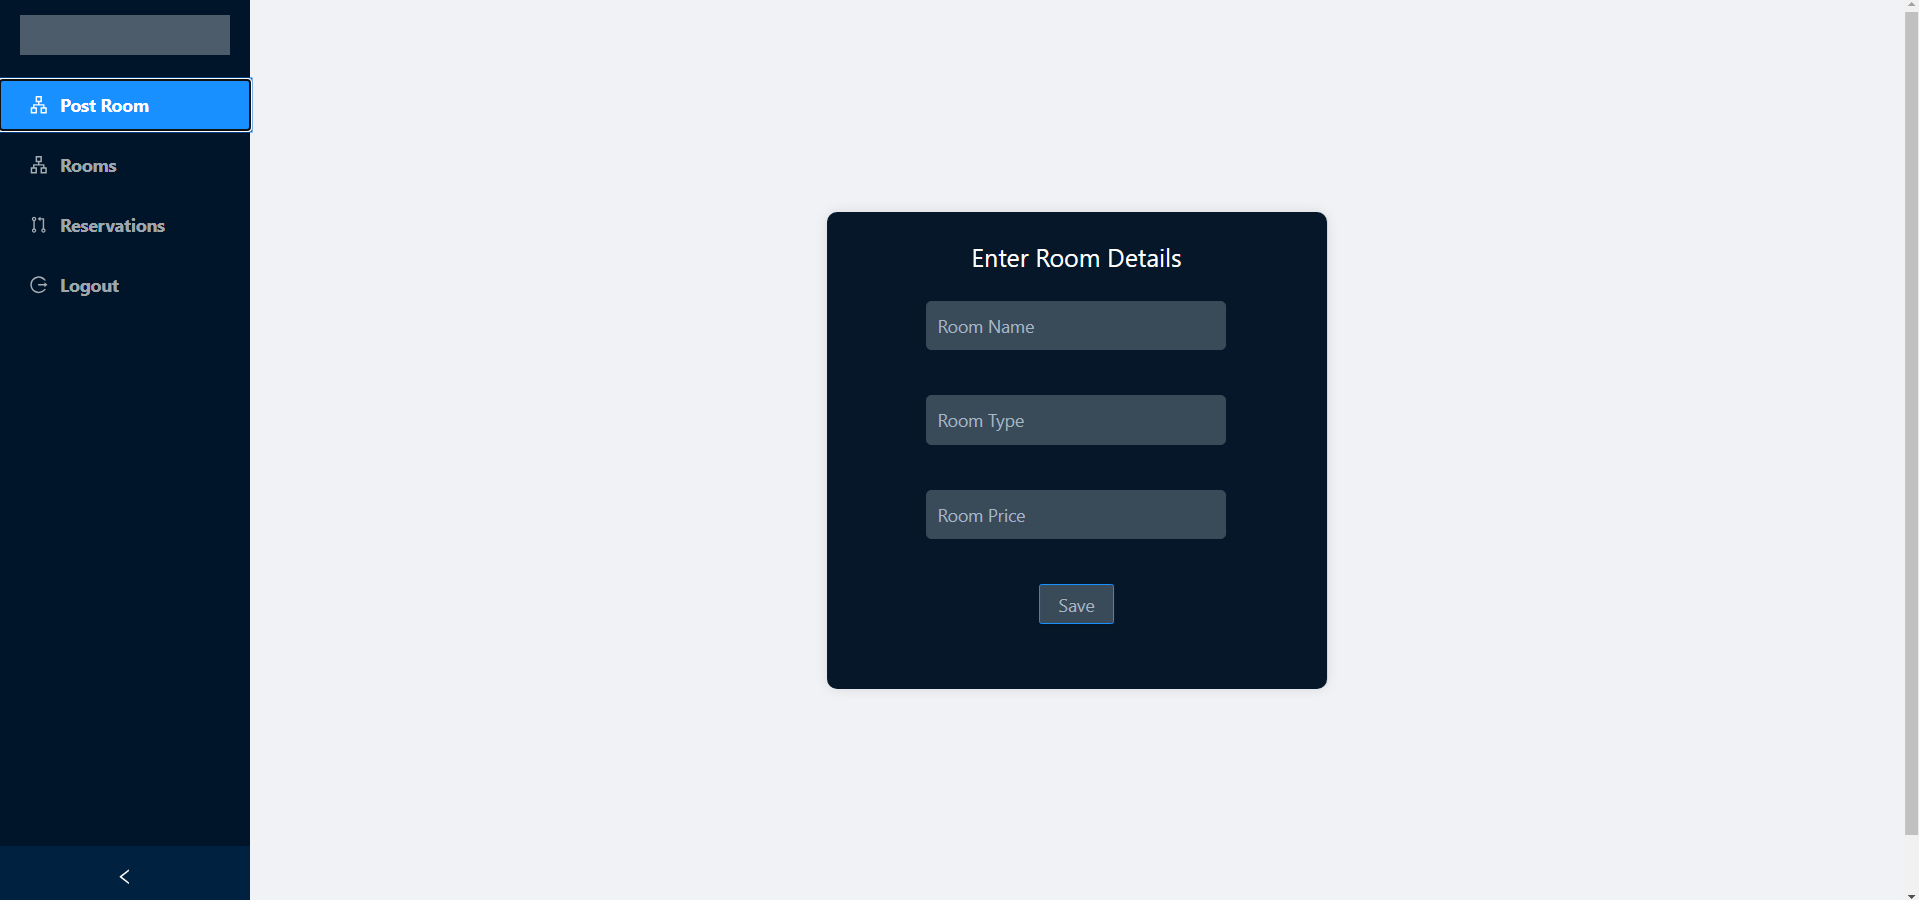 Post Room
Rooms
Reservations
Logout
Enter Room Details
Room Name
Room Type
Room Price
Save